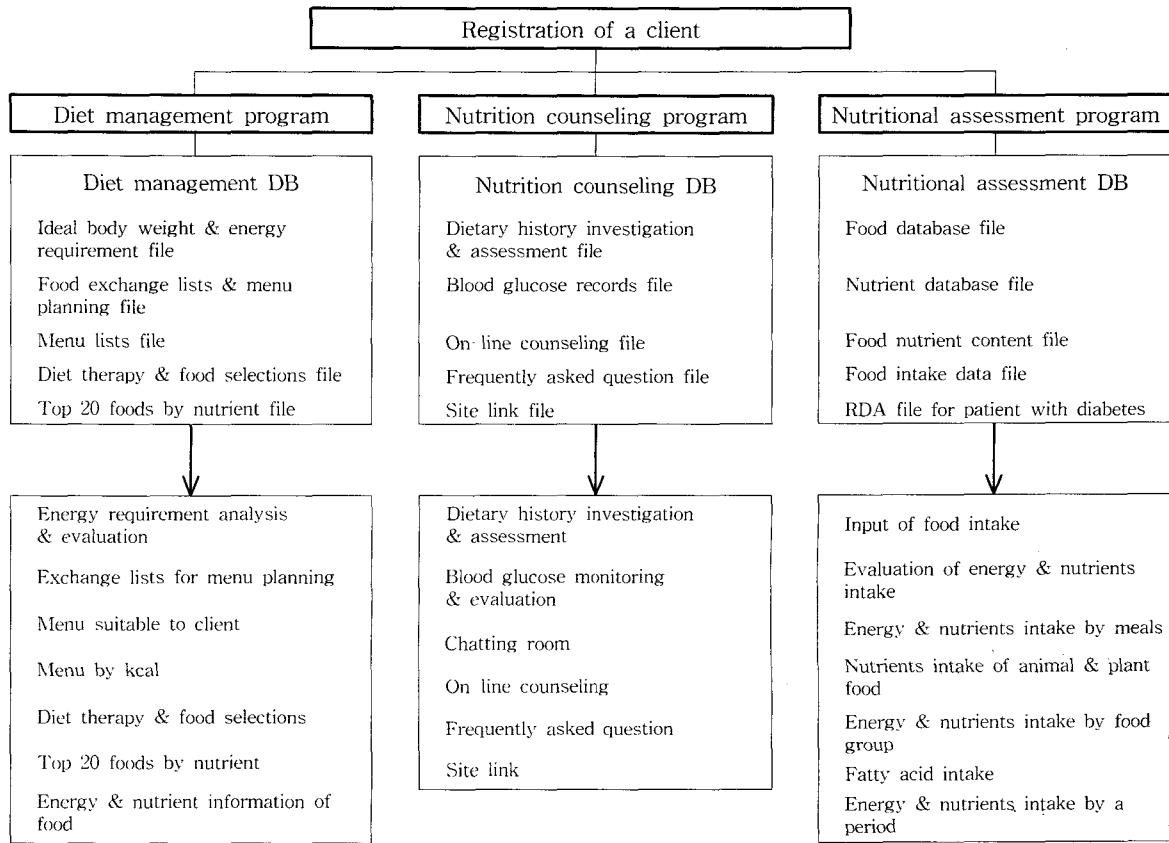 Registration of a client
Diet management program
Nutrition counseling program
Nutritional assessment program
Diet management DB
Ideal body weight & energy
requirement file
Food exchange lists & menu
planning file
Menu lists file
Diet therapy & food selections file
Top 20 foods by nutrient file
Nutrition counseling DB
Dietary history investigation
& assessment file
Blood glucose records file
On-line counseling file
Frequently asked question file
Site link file
Nutritional assessment DB
Food database file
Nutrient database file
Food nutrient content file
Food intake data file
RDA file for patient with diabetes
Energy requirement analysis
& evaluation
Exchange lists for menu planning
Menu suitable to client
Menu by kcal
Diet therapy & food selections
Top 20 foods by nutrient
Energy & nutrient information of
food
Dietary history investigation
& assessment
Blood glucose monitoring
& evaluation
Chatting room
On line counseling
Frequently asked question
Site link
Input of food intake
Evaluation of energy & nutrients
intake
Energy & nutrients intake by meals
Nutrients intake of animal & plant
food
Energy & nutrients intake by food
group
Fatty acid intake
Energy & nutrients intake by a
period